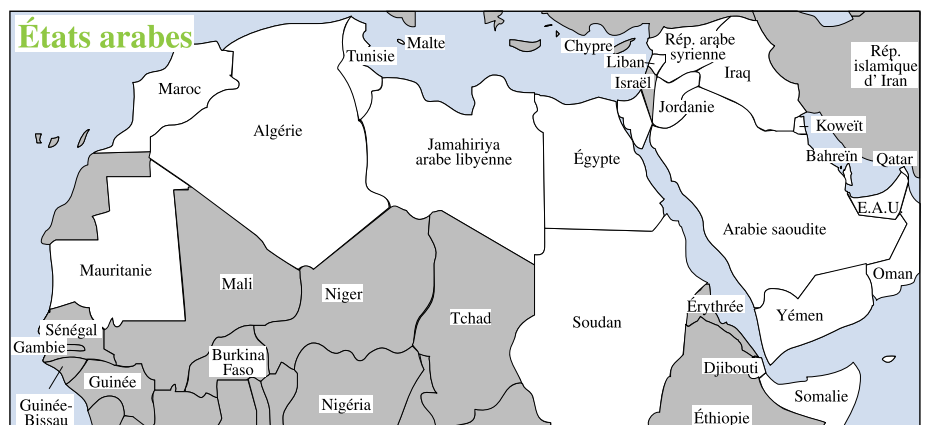 États arabes
Malte
Chypre
Rép. arabe
syrienne
Rép.
islamique
d' Iran
Tunisie
Liban
Iraq
Israël
Maroc
Jordanie
Algérie
Koweït
Jamahiriya
arabe libyenne
Égypte
Bahreïn
Qatar
E.A.U.
Arabie saoudite
Mauritanie
Mali
Niger
Oman
Tchad
Soudan
Érythrée
Yémen
Sénégal
Gambie
Burkina
Faso
Djibouti
Guinée
Somalie
Guinée-
Bissau
Nigéria
Éthiopie